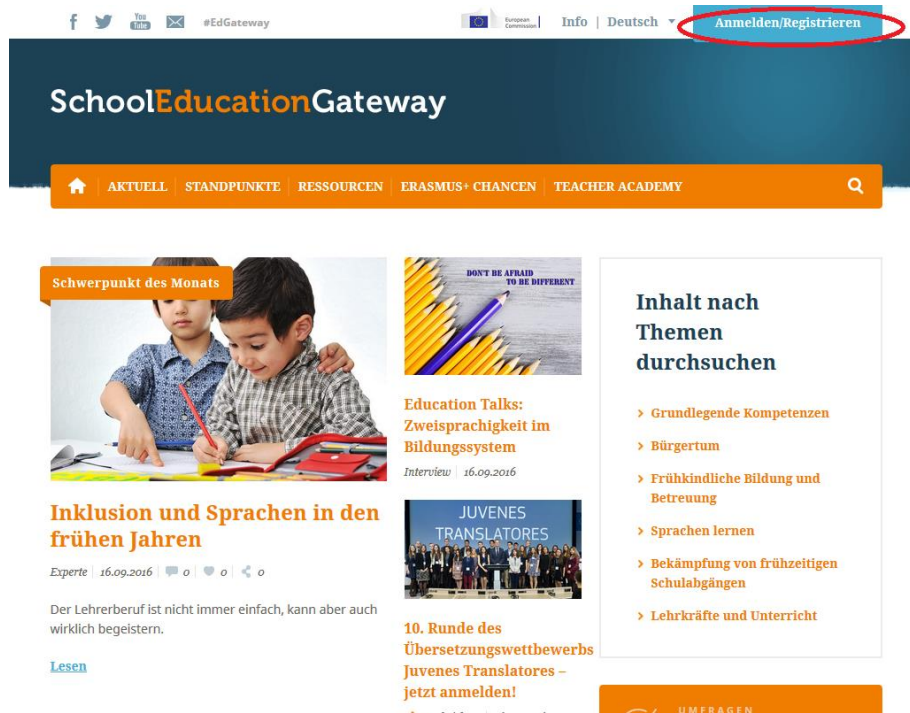 You
Tube
#EdGateway
European
Commission
Info | Deutsch
Anmelden/Registrieren
SchoolEducationGateway
AKTUELL
STANDPUNKTE
RESSOURCEN
ERASMUS+ CHANCEN
TEACHER ACADEMY
Schwerpunkt des Monats
Inklusion und Sprachen in den
frühen Jahren
Experte | 16.09.2016 | 0 | 0 | 0
Der Lehrerberuf ist nicht immer einfach, kann aber auch
wirklich begeistern.
Lesen
DON'T BE AFRAID
TO BE DIFFERENT
Education Talks:
Zweisprachigkeit im
Bildungssystem
Interview | 16.09.2016
JUVENES
TRANSLATORES
10. Runde des
Übersetzungswettbewerbs
Juvenes Translatores –
jetzt anmelden!
Inhalt nach
Themen
durchsuchen
Grundlegende Kompetenzen
Bürgertum
Frühkindliche Bildung und
Betreuung
Sprachen lernen
Bekämpfung von frühzeitigen
Schulabgängen
Lehrkräfte und Unterricht
UMFRAGEN